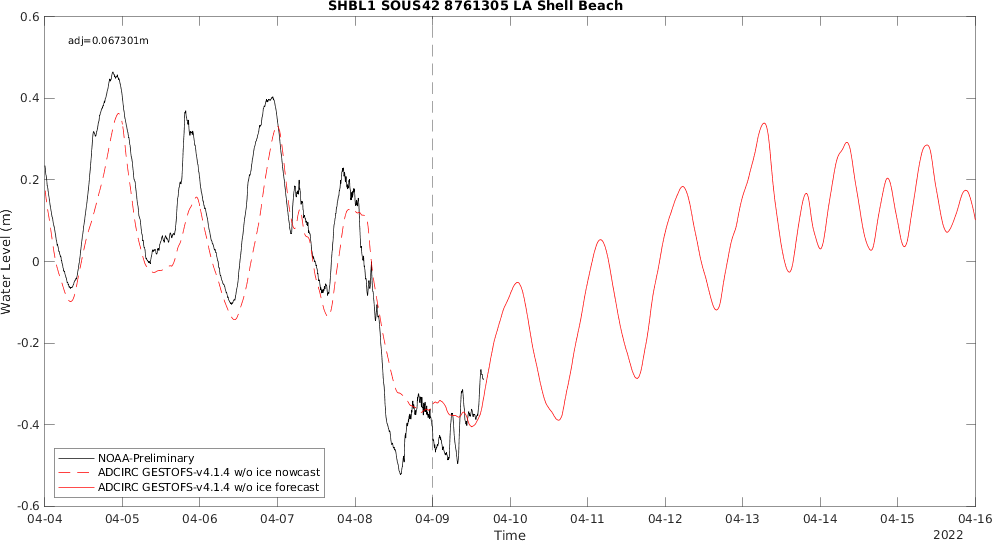 SHBL1 SOUS42 8761305 LA Shell Beach
adj=0.067301m
0.6
0.4
0.2
0
-0.2
-0.4
-0.6
Water Level (m)
NOAA-Preliminary
ADCIRC GESTOFS-v4.1.4 w/o ice nowcast
ADCIRC GESTOFS-v4.1.4 w/o ice forecast
04-04 04-05 04-06 04-07 04-08 04-09 04-10 04-11 04-12 04-13 04-14 04-15 04-16
Time
2022